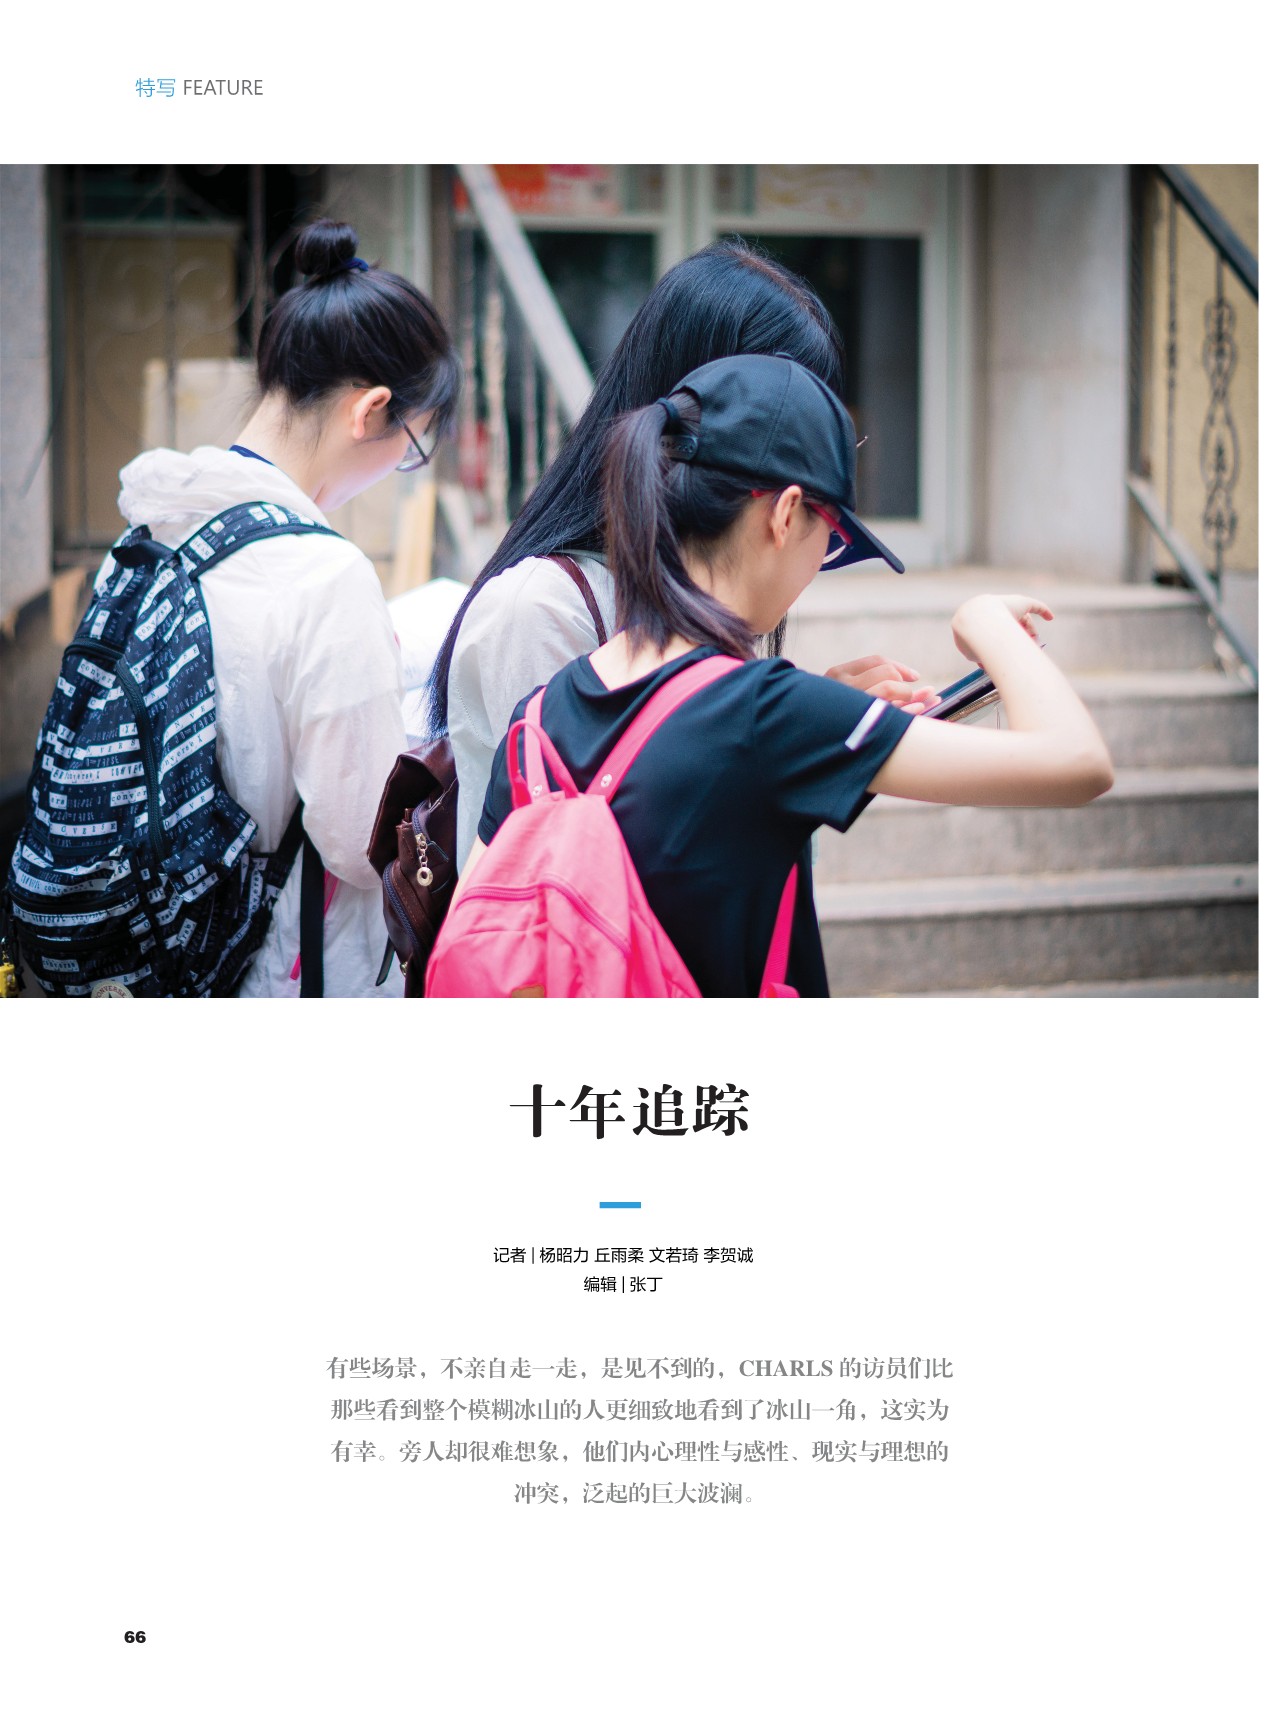 特写 FEATURE
十年追踪
记者 | 杨昭力 丘雨柔 文若琦 李贺诚
编辑 | 张丁
有些场景，不亲自走一走，是见不到的，CHARLS 的访员们比
那些看到整个模糊冰山的人更细致地看到了冰山一角，这实为
有幸。旁人却很难想象，他们内心理性与感性、现实与理想的
冲突，泛起的巨大波澜。
66